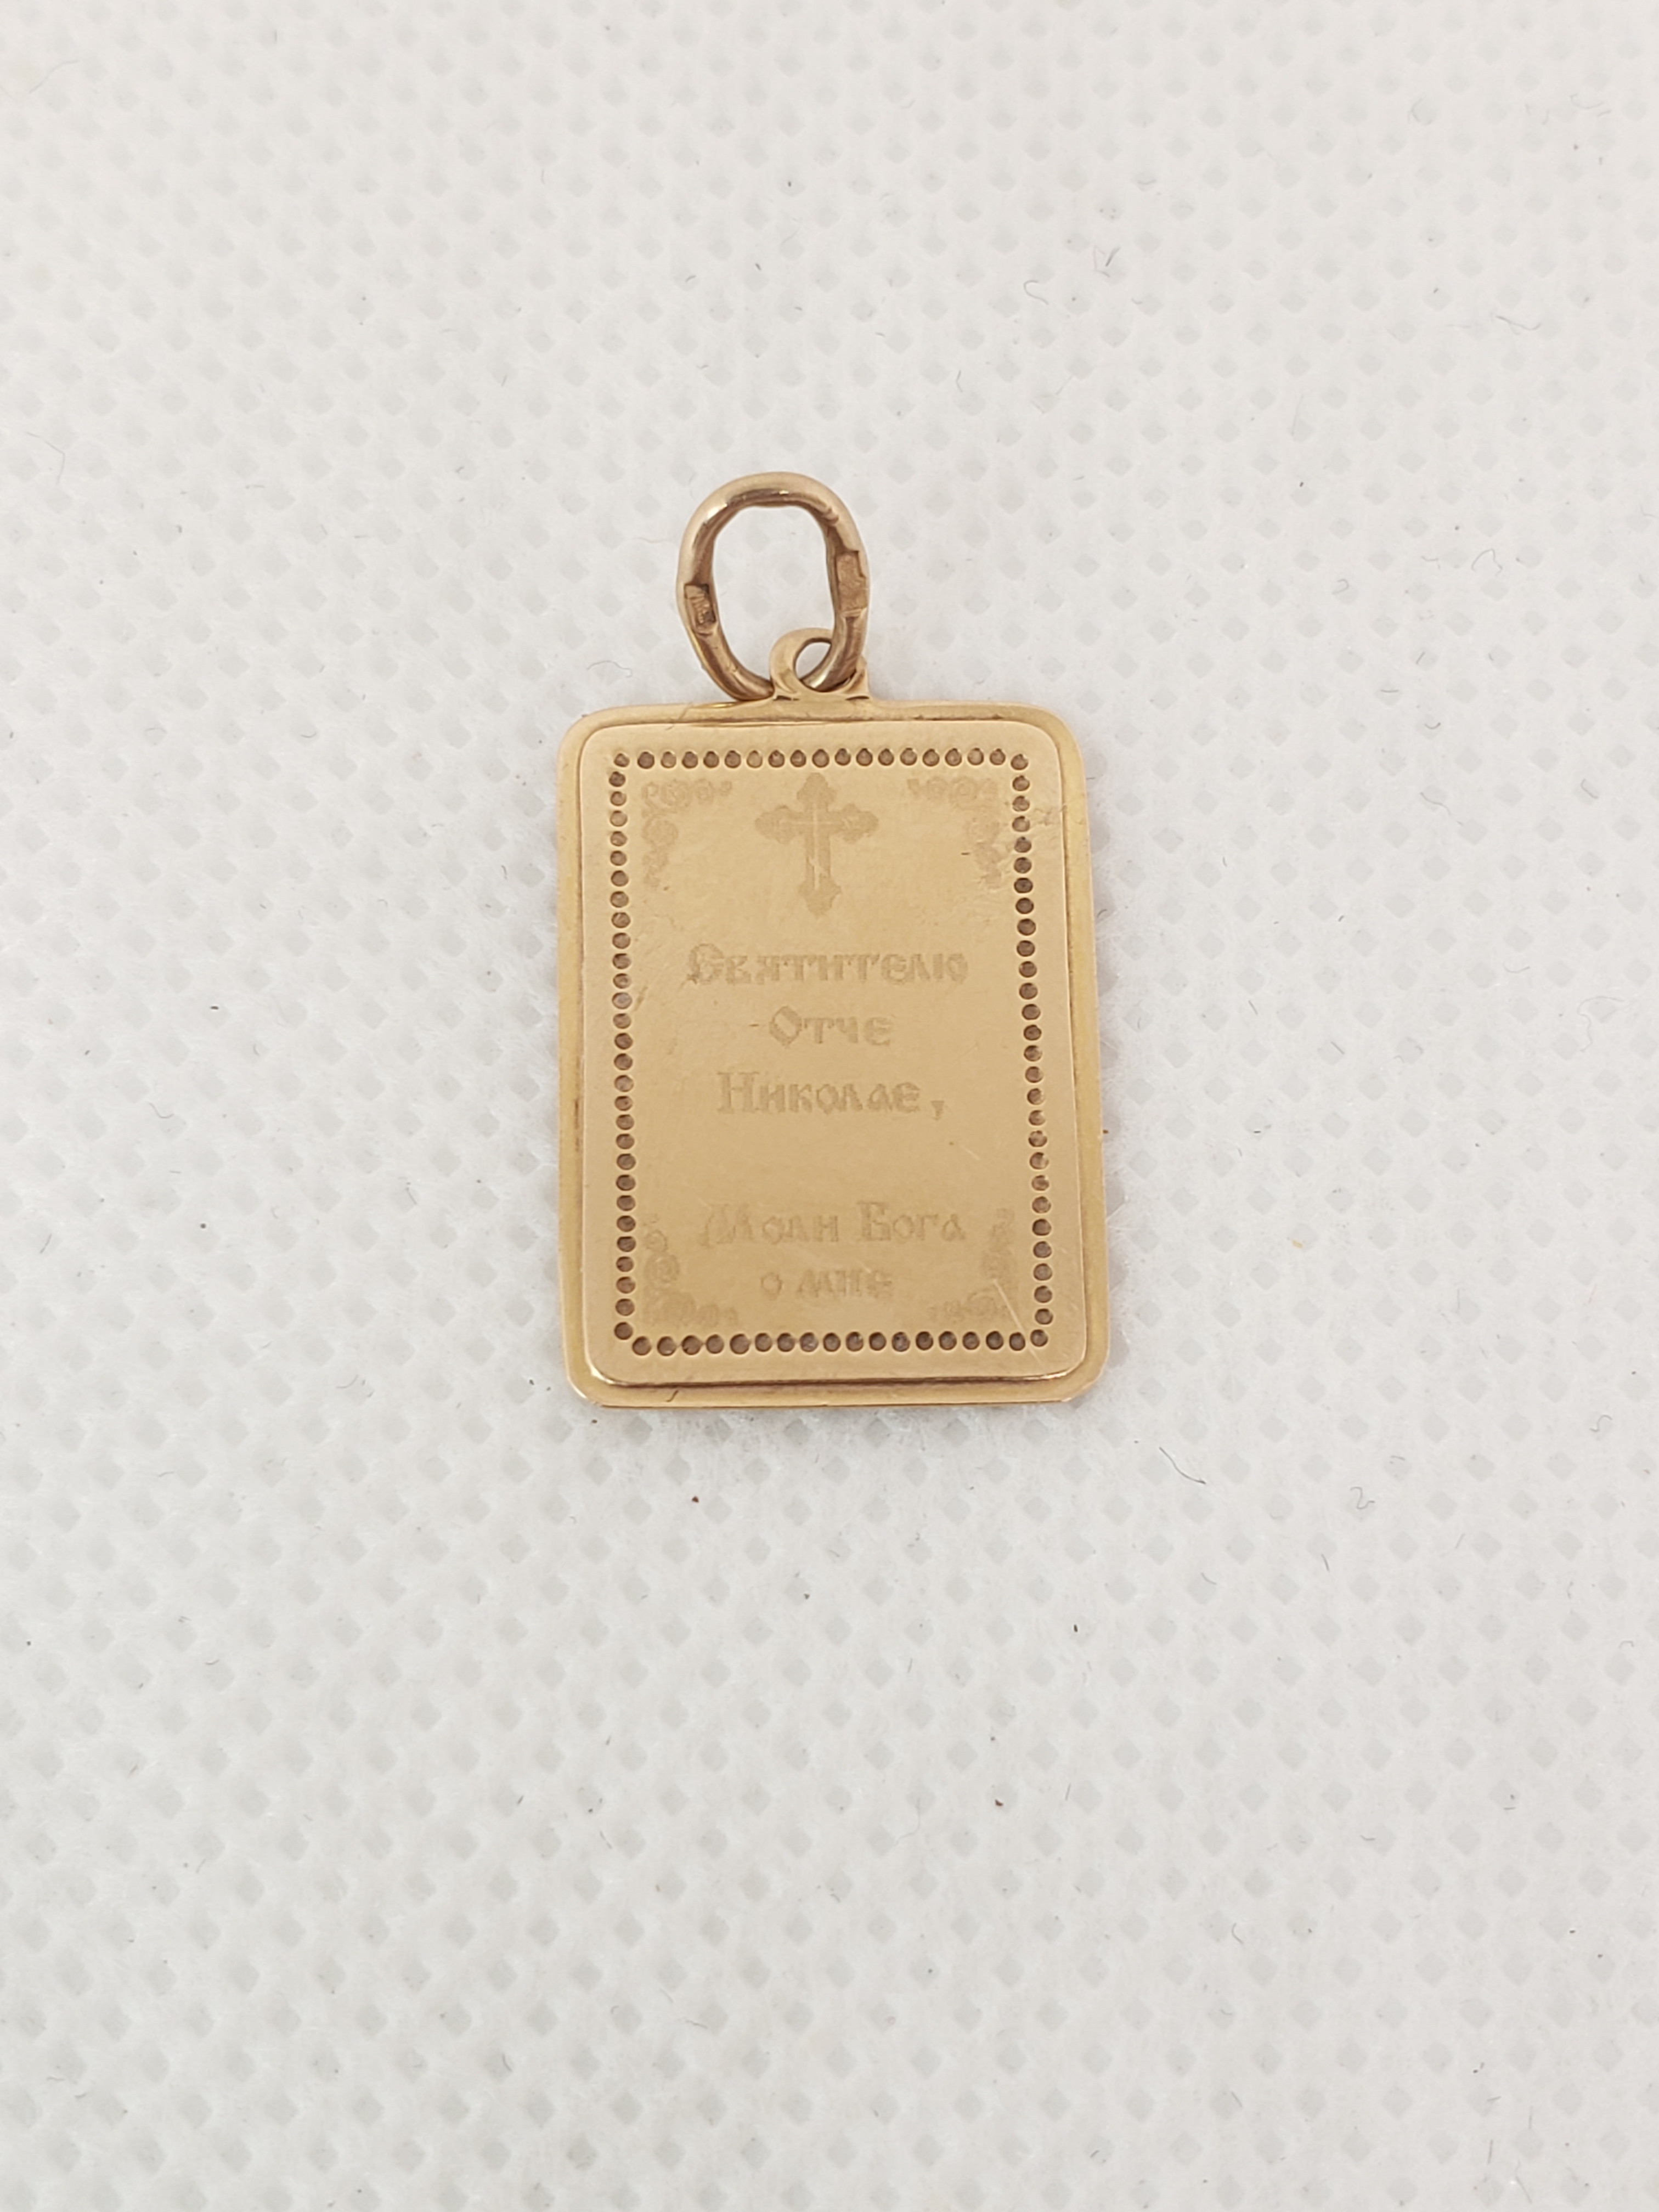 Святителю
Отче
Николае,
Моли Бога
о мне